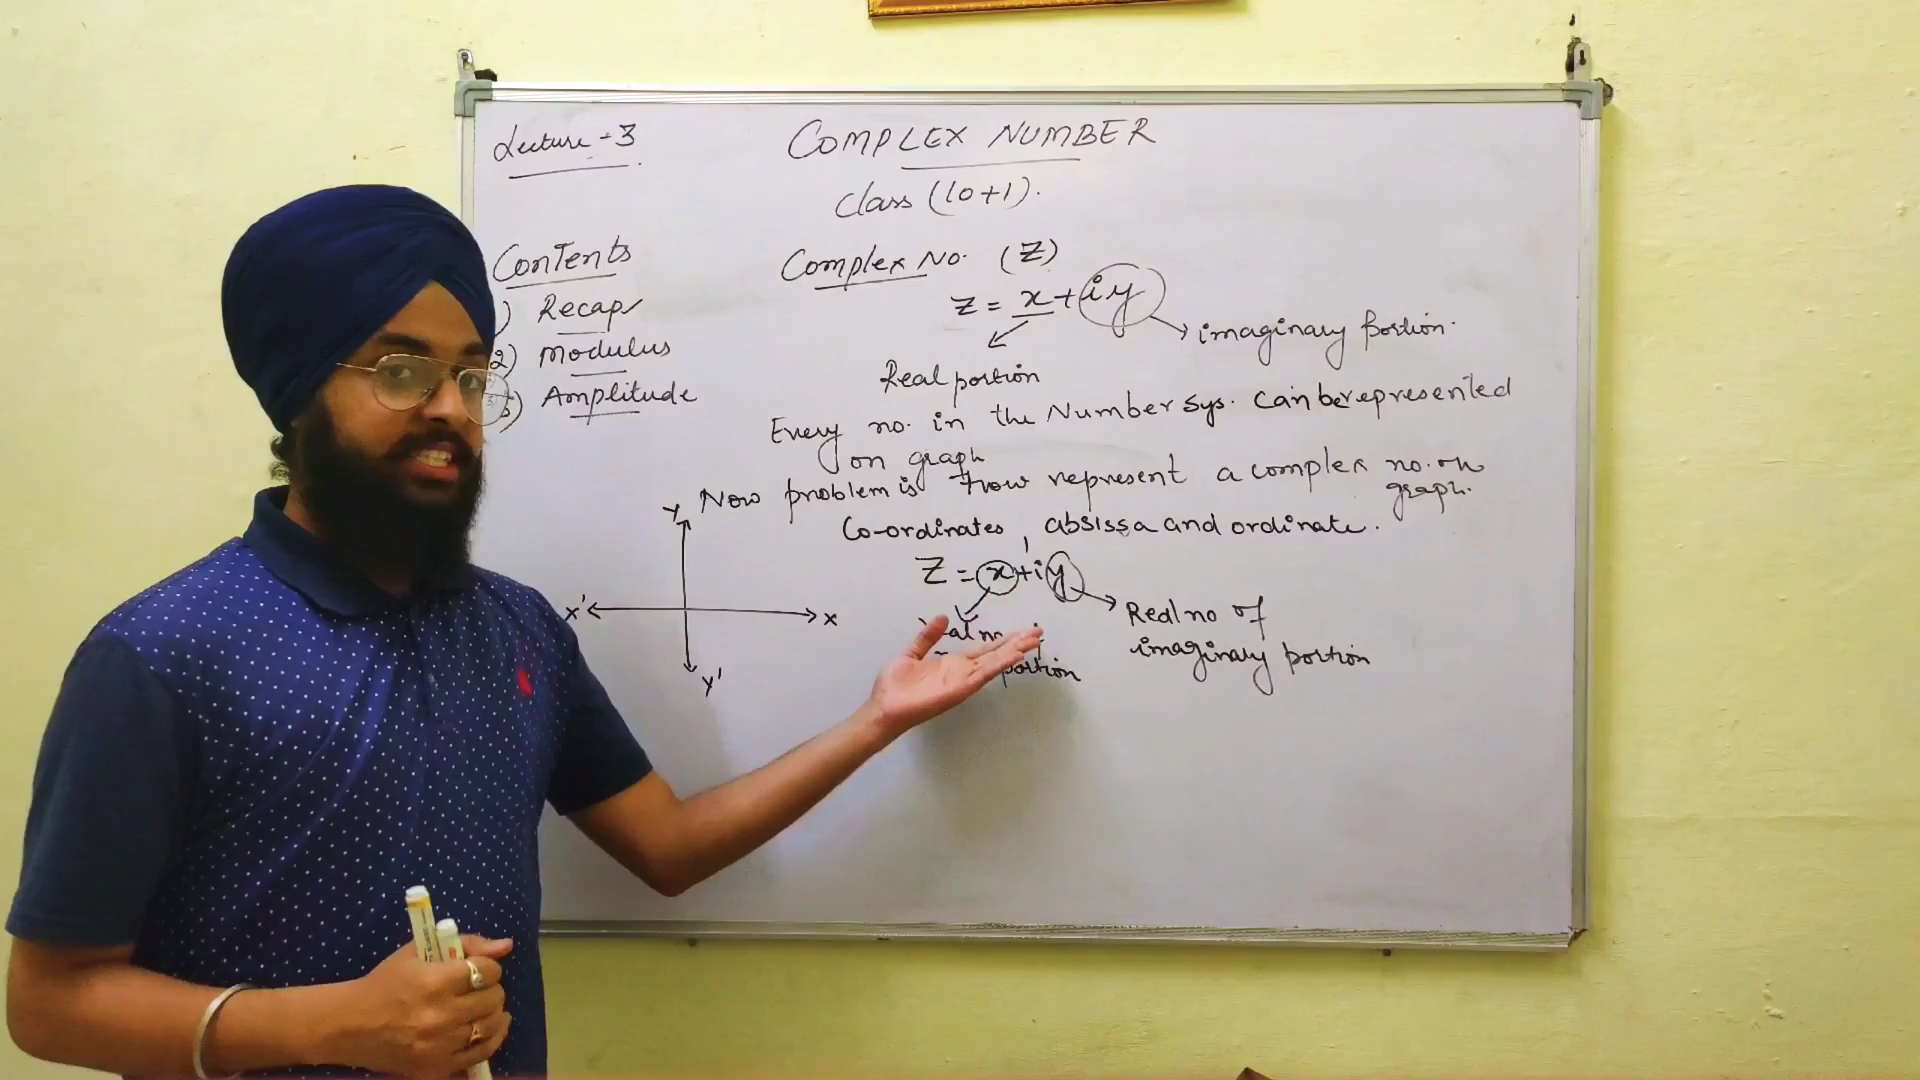 Lecture - 3
COMPLEX NUMBER
Class (10+1).
Contents
) Recap
2) Modulus
) Amplitude
Complex No. (Z)
Z = x + iy
imaginary portion.
Real portion
Every no. in the Number Sys. can be represented
on graph
Now problem is how represent a complex no. on
graph.
Co-ordinates, absissa and ordinate.
Z = x + iy
Real no of
imaginary portion
portion
Y
X'
X
Y'